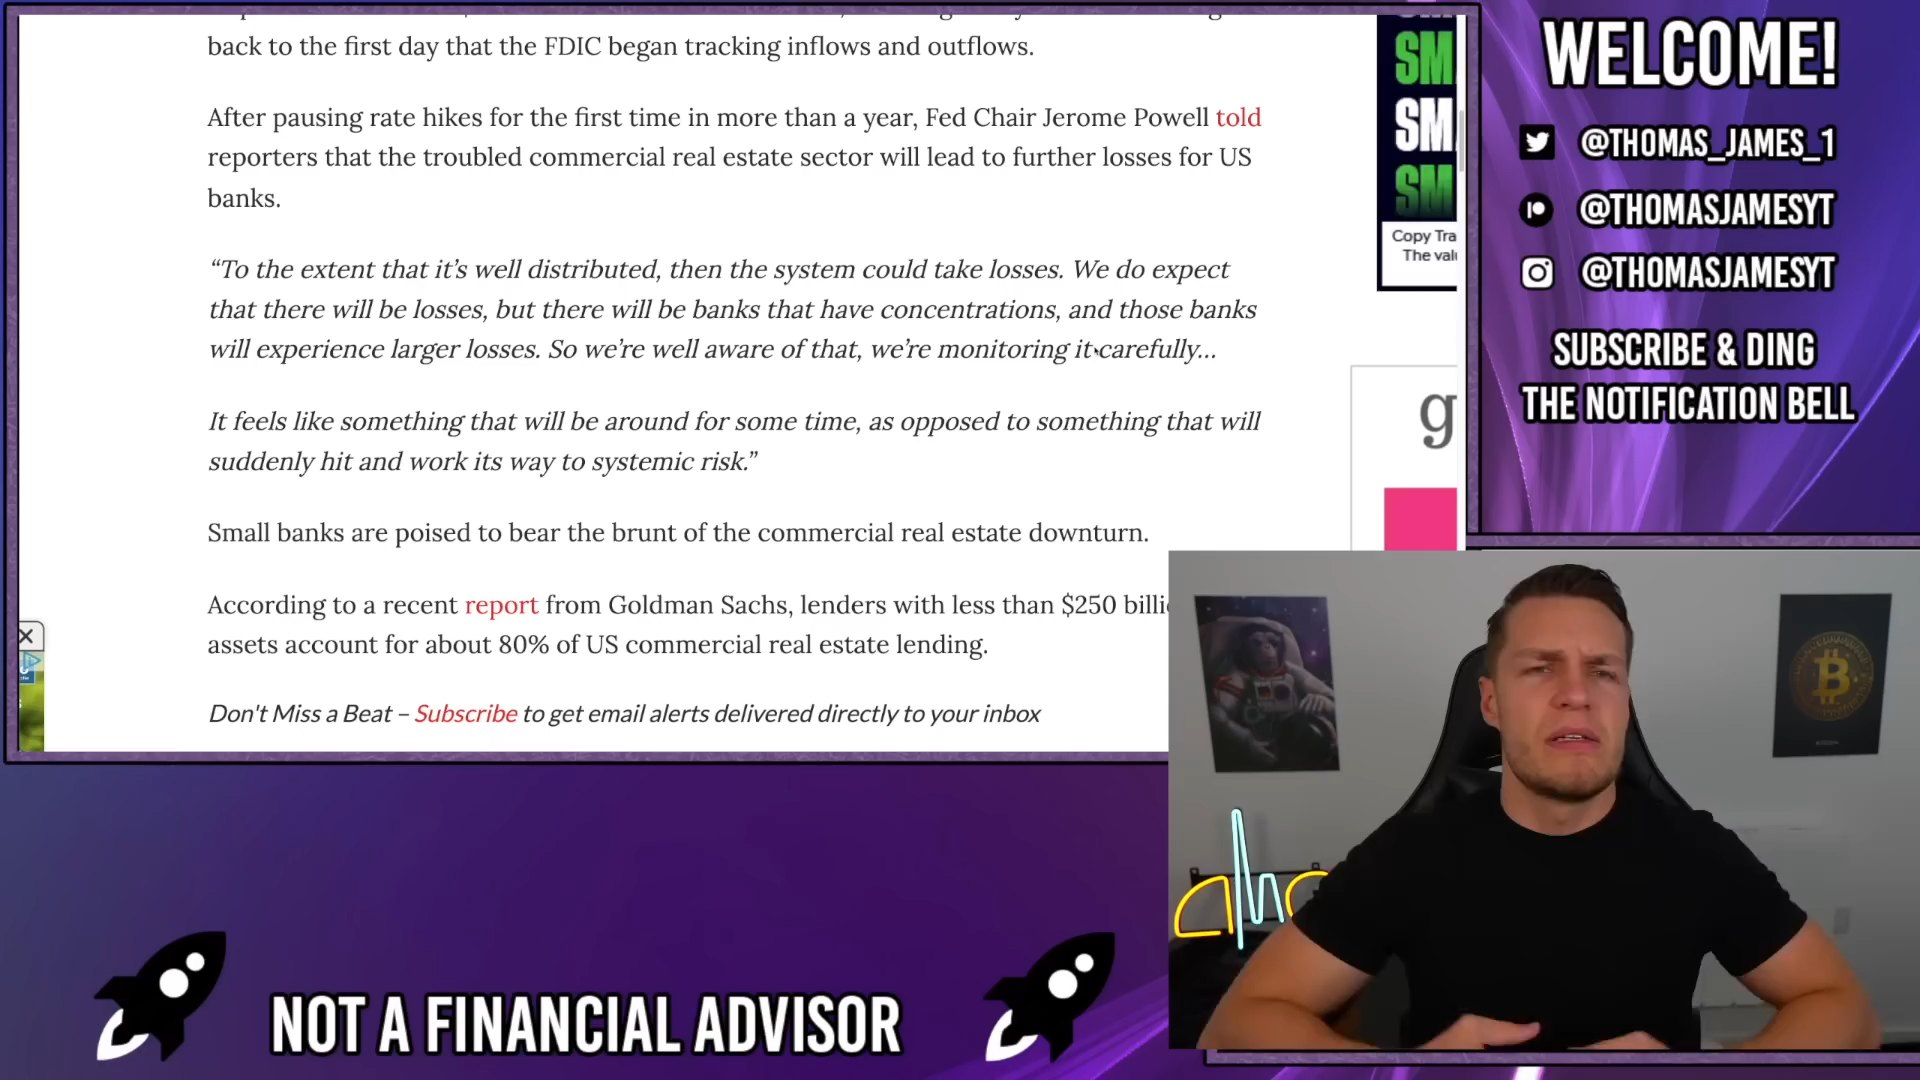 back to the first day that the FDIC began tracking inflows and outflows.
After pausing rate hikes for the first time in more than a year, Fed Chair Jerome Powell told
reporters that the troubled commercial real estate sector will lead to further losses for US
banks.
“To the extent that it’s well distributed, then the system could take losses. We do expect
that there will be losses, but there will be banks that have concentrations, and those banks
will experience larger losses. So we’re well aware of that, we’re monitoring it carefully…
It feels like something that will be around for some time, as opposed to something that will
suddenly hit and work its way to systemic risk.”
Small banks are poised to bear the brunt of the commercial real estate downturn.
According to a recent report from Goldman Sachs, lenders with less than $250
assets account for about 80% of US commercial real estate lending.
Don't Miss a Beat – Subscribe to get email alerts delivered directly to your inbox
SM
SM
SM
Copy Tra
The val
g
WELCOME!
@THOMAS_JAMES_1
@THOMASJAMESYT
@THOMASJAMESYT
SUBSCRIBE & DING
THE NOTIFICATION BELL
NOT A FINANCIAL ADVISOR